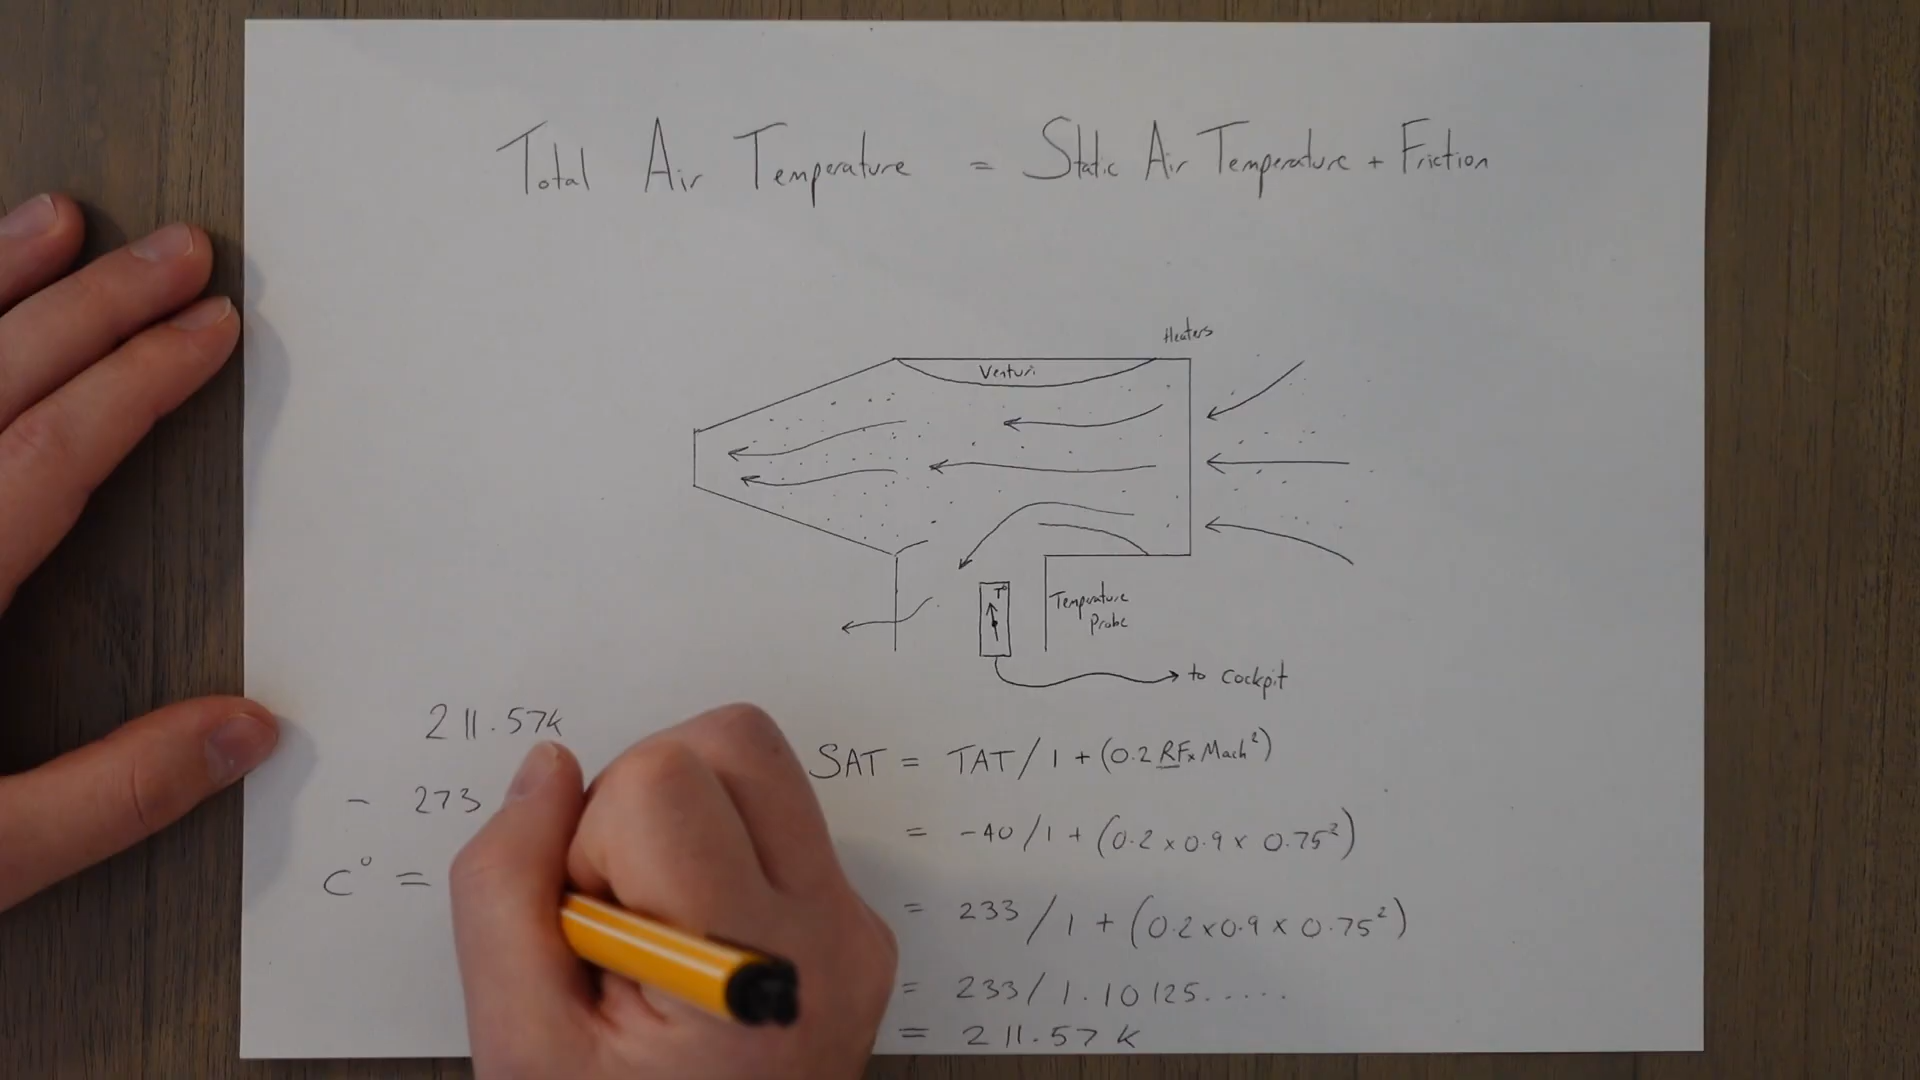 Total Air Temperature = Static Air Temperature + Friction
Heaters
Venturi
T°
Temperature
Probe
to Cockpit
211.57k
- 273
C° =
SAT = TAT / 1 + (0.2 RF x Mach²)
= -40 / 1 + (0.2 x 0.9 x 0.75²)
= 233 / 1 + (0.2 x 0.9 x 0.75²)
= 233 / 1.10125.....
= 211.57 k